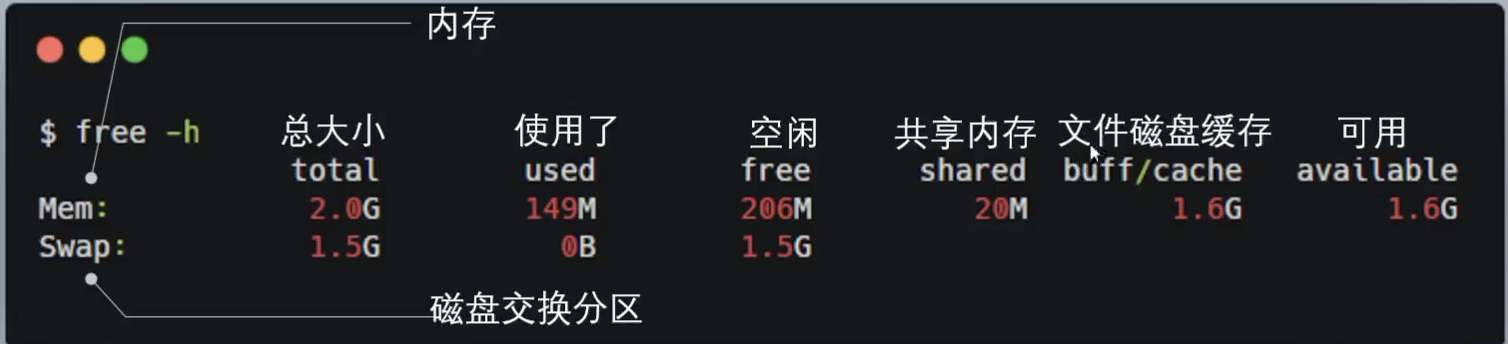 内存
$ free -h 总大小 使用了 空闲 共享内存 文件磁盘缓存 可用
total used free shared buff/cache available
Mem: 2.0G 149M 206M 20M 1.6G 1.6G
Swap: 1.5G 0B 1.5G
磁盘交换分区